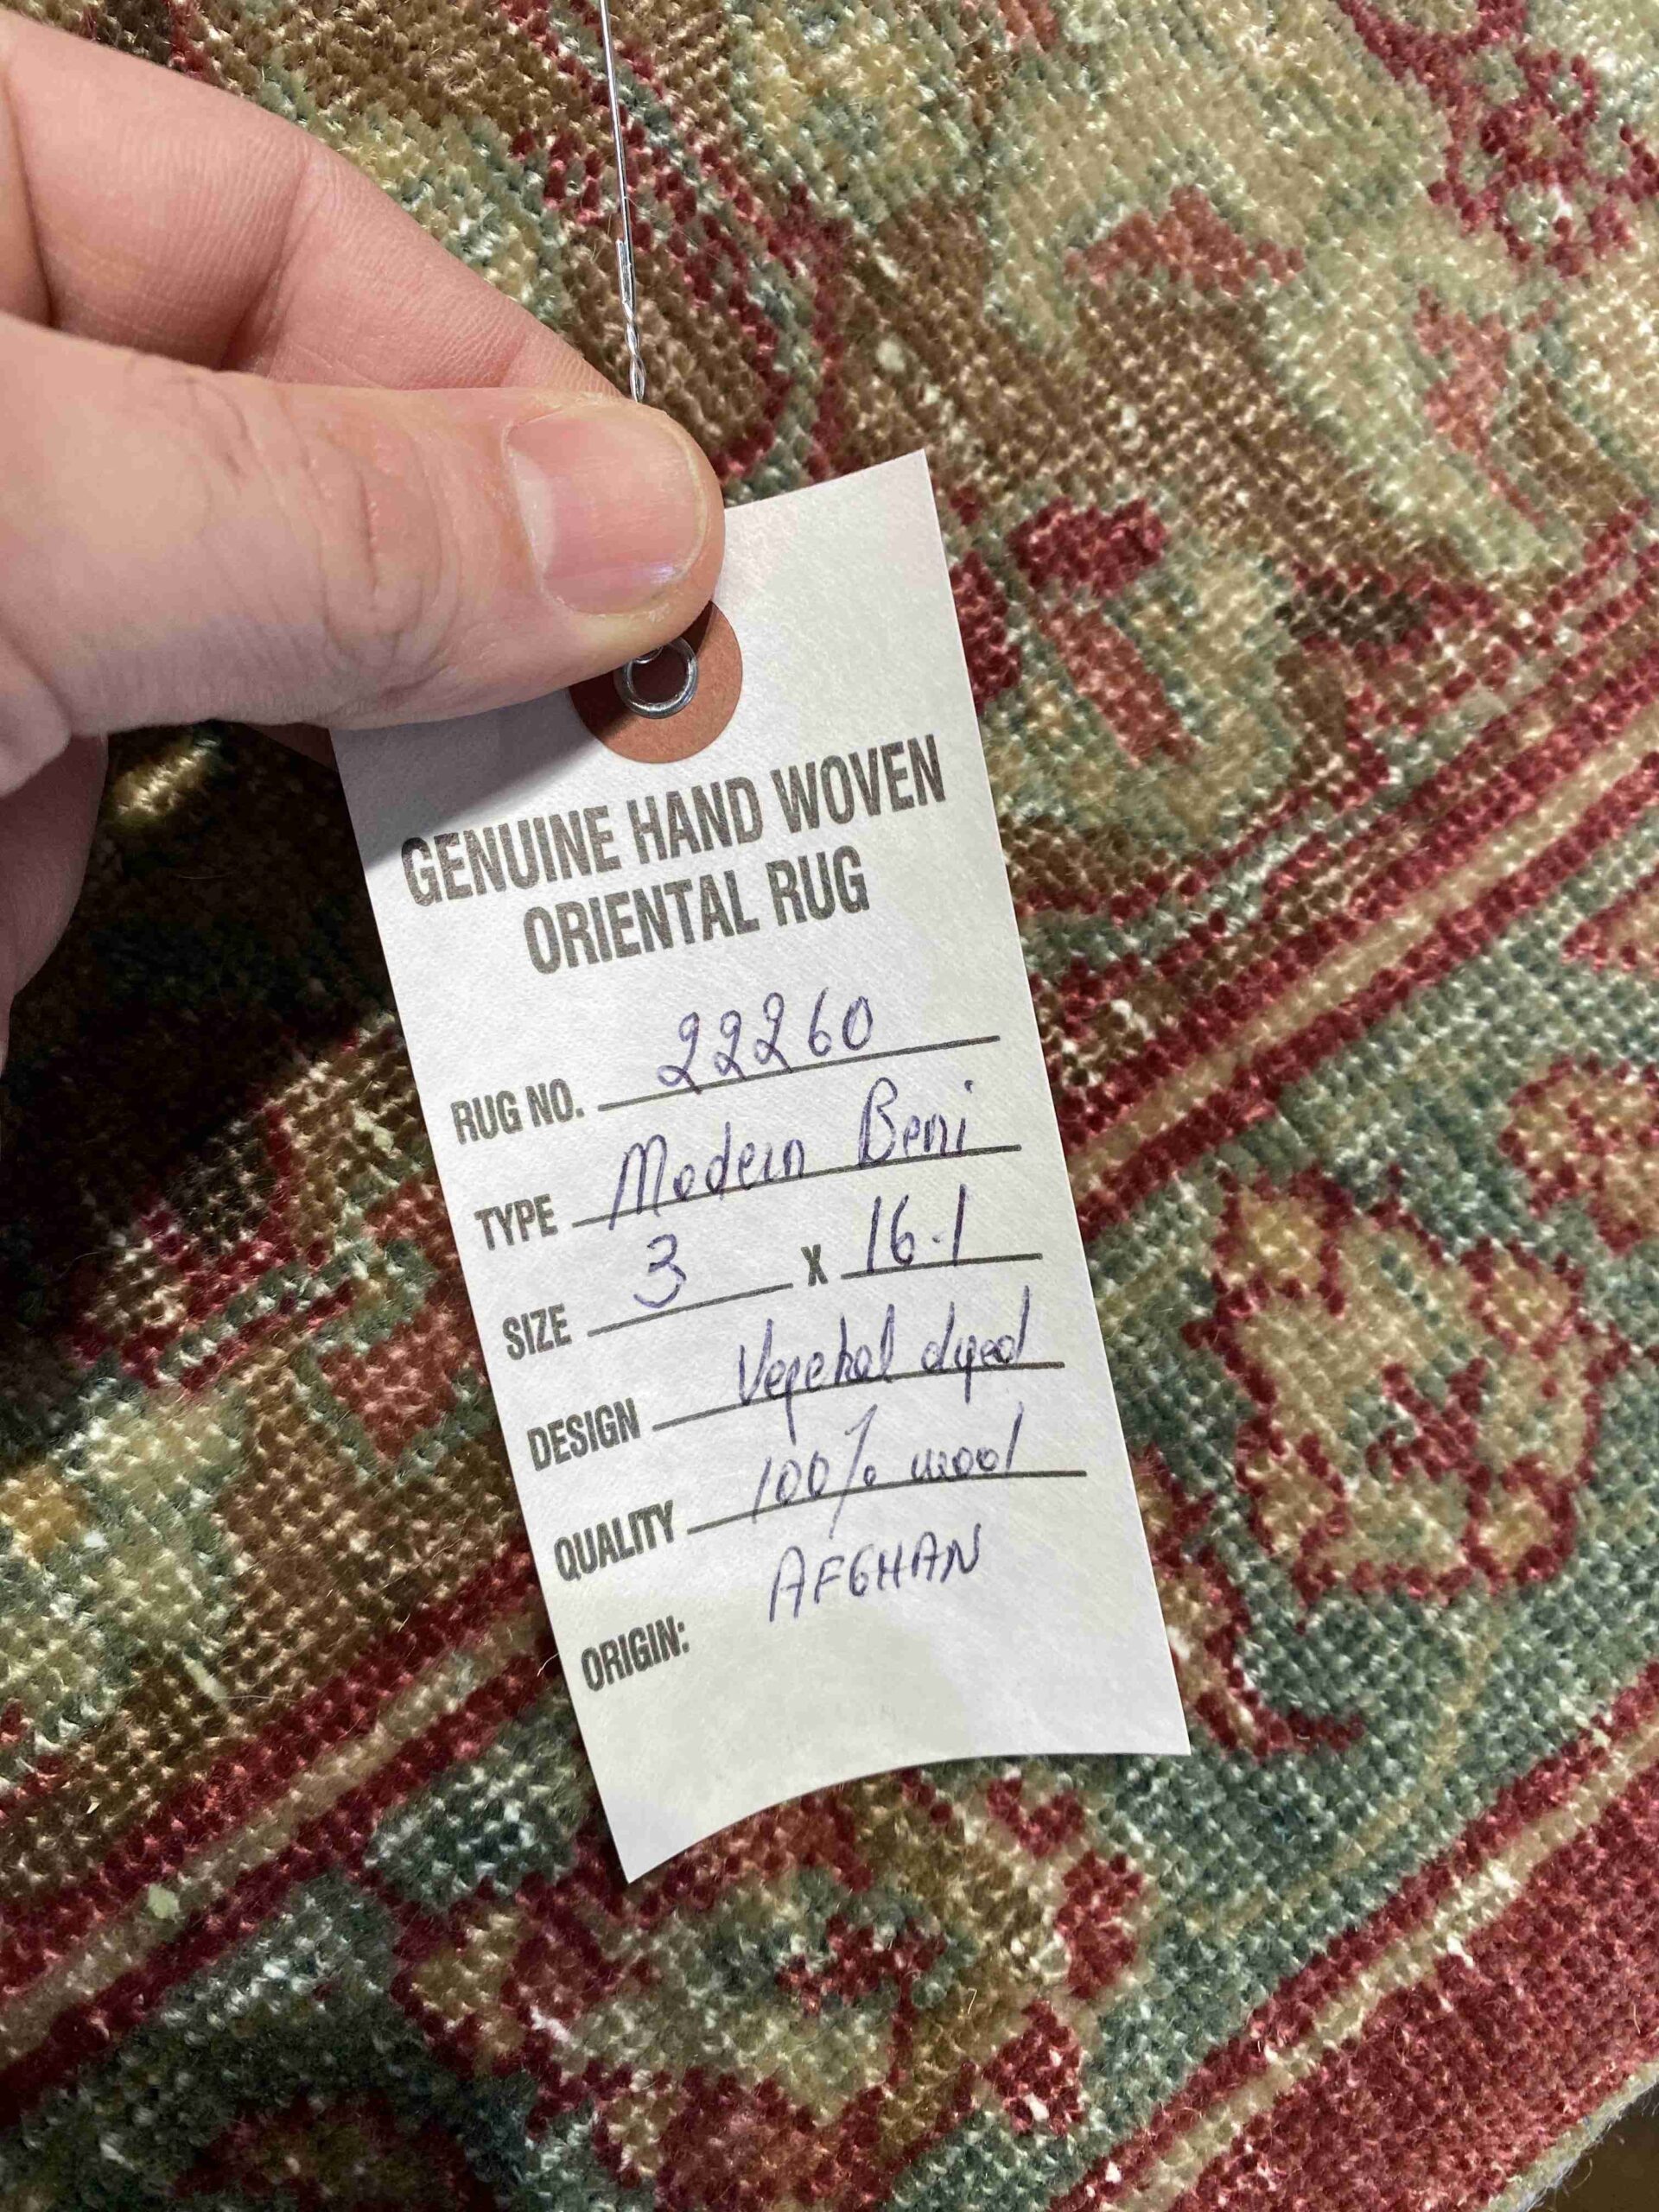 GENUINE HAND WOVEN
ORIENTAL RUG
RUG NO. 22260
TYPE Modern Beni
SIZE 3 X 16-1
DESIGN Vegetal dyed
QUALITY 100% wool
ORIGIN: AFGHAN